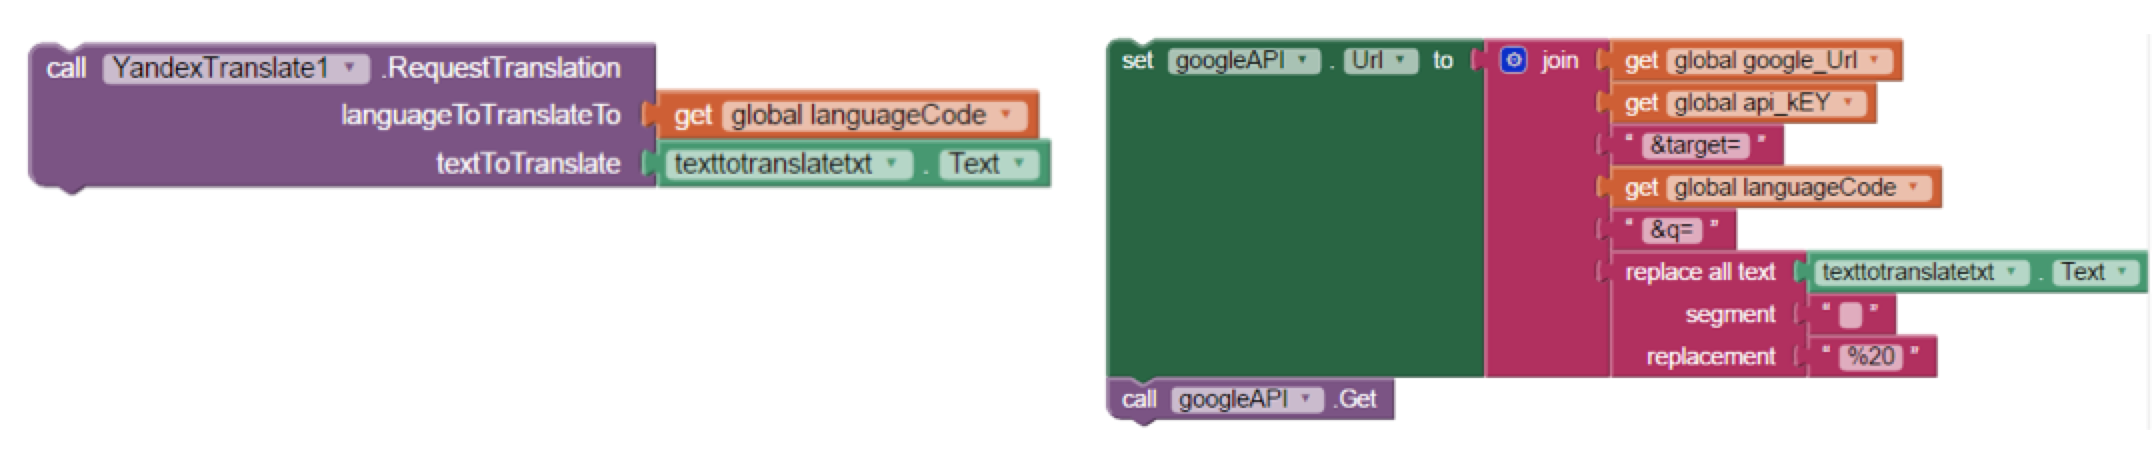 call YandexTranslate1 .RequestTranslation
languageToTranslateTo get global languageCode
textToTranslate texttotranslatetxt . Text
set googleAPI . Url to join get global google_Url
get global api_kEY
“ &target= ”
get global languageCode
“ &q= ”
replace all text texttotranslatetxt . Text
segment “ ”
replacement “ %20 ”
call googleAPI .Get